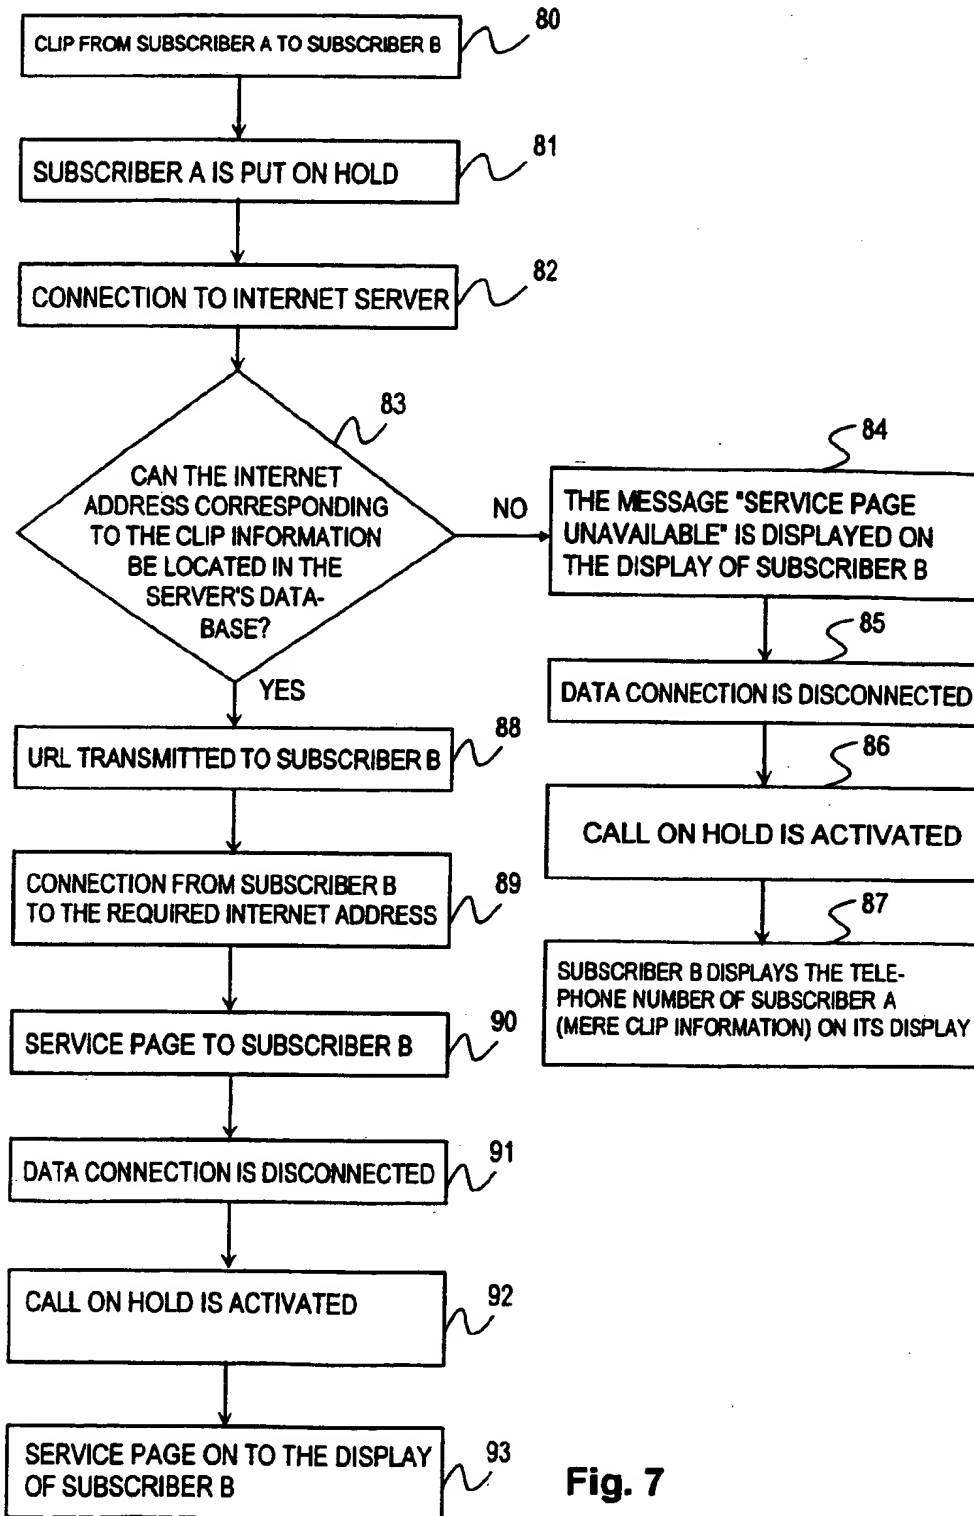 80
CLIP FROM SUBSCRIBER A TO SUBSCRIBER B
81
SUBSCRIBER A IS PUT ON HOLD
82
CONNECTION TO INTERNET SERVER
83
CAN THE INTERNET
ADDRESS CORRESPONDING
TO THE CLIP INFORMATION
BE LOCATED IN THE
SERVER'S DATA-
BASE?
NO
YES
84
THE MESSAGE "SERVICE PAGE
UNAVAILABLE" IS DISPLAYED ON
THE DISPLAY OF SUBSCRIBER B
85
DATA CONNECTION IS DISCONNECTED
86
CALL ON HOLD IS ACTIVATED
87
SUBSCRIBER B DISPLAYS THE TELE-
PHONE NUMBER OF SUBSCRIBER A
(MERE CLIP INFORMATION) ON ITS DISPLAY
88
URL TRANSMITTED TO SUBSCRIBER B
89
CONNECTION FROM SUBSCRIBER B
TO THE REQUIRED INTERNET ADDRESS
90
SERVICE PAGE TO SUBSCRIBER B
91
DATA CONNECTION IS DISCONNECTED
92
CALL ON HOLD IS ACTIVATED
93
SERVICE PAGE ON TO THE DISPLAY
OF SUBSCRIBER B
Fig. 7